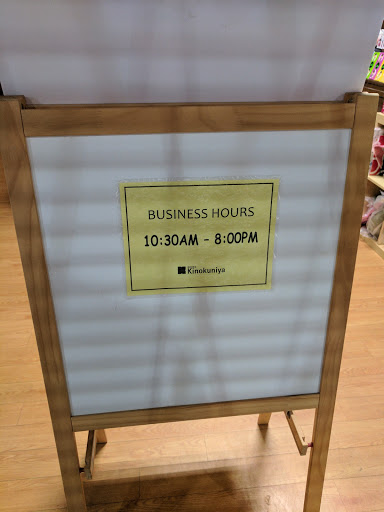 BUSINESS HOURS
10:30AM - 8:00PM
Kinokuniya